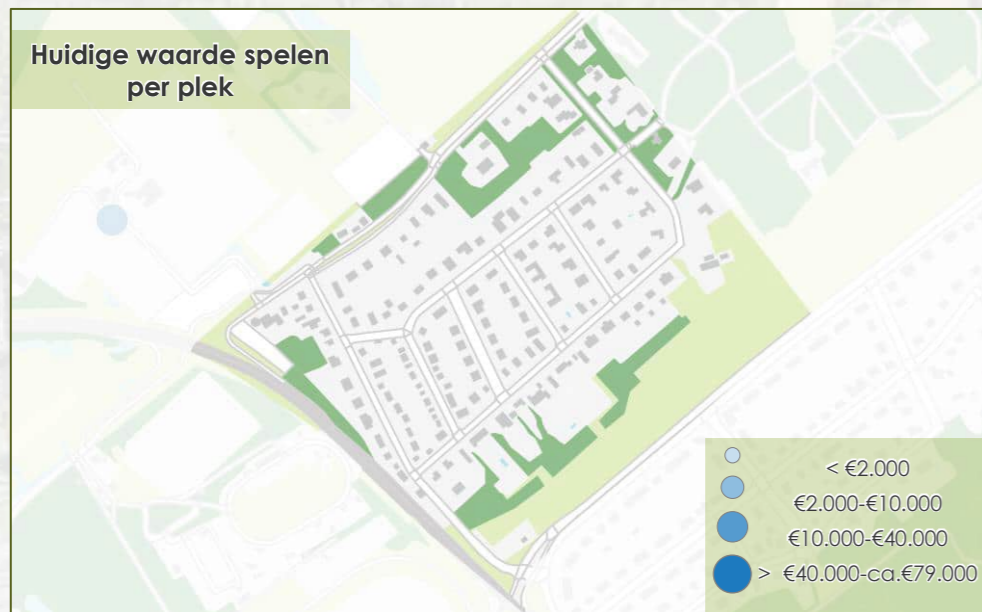 Huidige waarde spelen
per plek
< €2.000
€2.000-€10.000
€10.000-€40.000
> €40.000-ca.€79.000